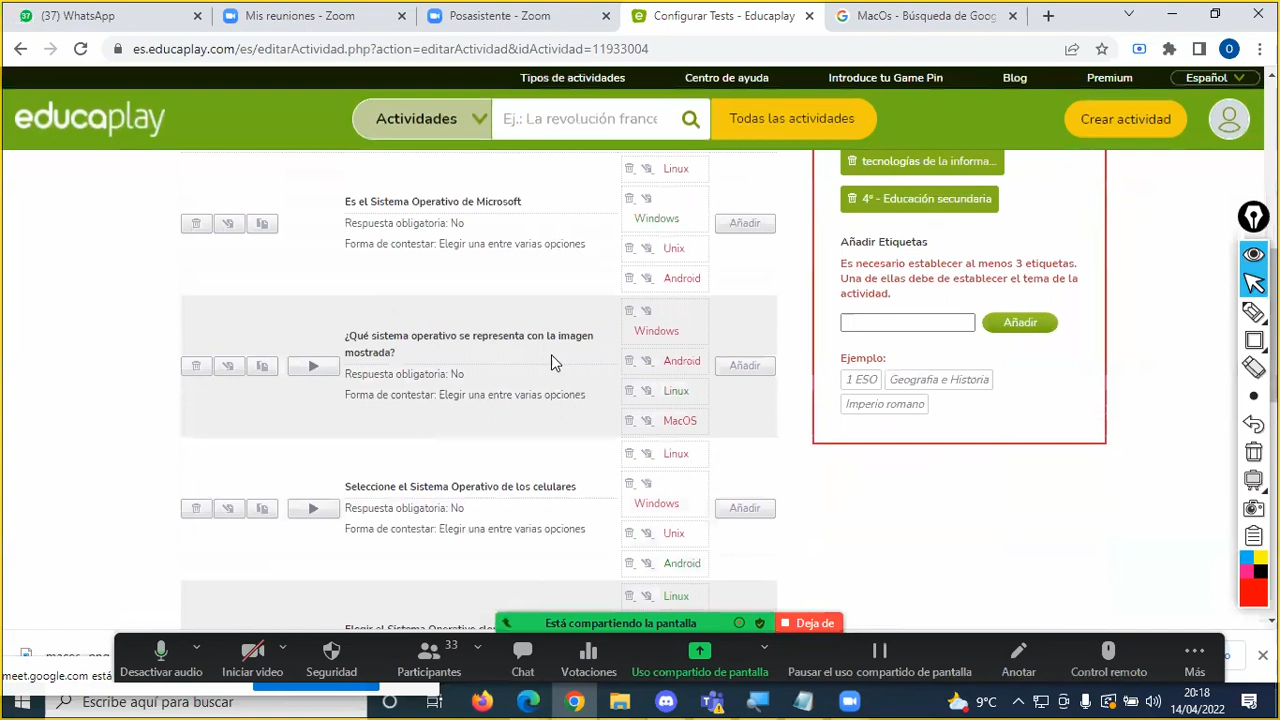 (37) WhatsApp
Mis reuniones - Zoom
Posasistente - Zoom
Configurar Tests - Educaplay
MacOs - Búsqueda de Goog
es.educaplay.com/es/editarActividad.php?action=editarActividad&idActividad=11933004
Tipos de actividades
Centro de ayuda
Introduce tu Game Pin
Blog
Premium
Español
educaplay
Actividades
Ej.: La revolución france
Todas las actividades
Crear actividad
Linux
Es el Sistema Operativo de Microsoft
Respuesta obligatoria: No
Forma de contestar: Elegir una entre varias opciones
Windows
Unix
Android
Añadir
¿Qué sistema operativo se representa con la imagen
mostrada?
Respuesta obligatoria: No
Forma de contestar: Elegir una entre varias opciones
Windows
Android
Linux
MacOS
Añadir
Seleccione el Sistema Operativo de los celulares
Respuesta obligatoria: No
Forma de contestar: Elegir una entre varias opciones
Linux
Windows
Unix
Android
Añadir
Linux
tecnologías de la informa...
4º - Educación secundaria
Añadir Etiquetas
Es necesario establecer al menos 3 etiquetas.
Una de ellas debe de establecer el tema de la
actividad.
Añadir
Ejemplo:
1 ESO
Geografia e Historia
Imperio romano
Está compartiendo la pantalla
Deja de
meet.google.com está
Desactivar audio
Iniciar video
Seguridad
33
Participantes
Chat
Votaciones
Uso compartido de pantalla
Pausar el uso compartido de pantalla
Anotar
Control remoto
Más
Escribe aquí para buscar
9°C
20:18
14/04/2022